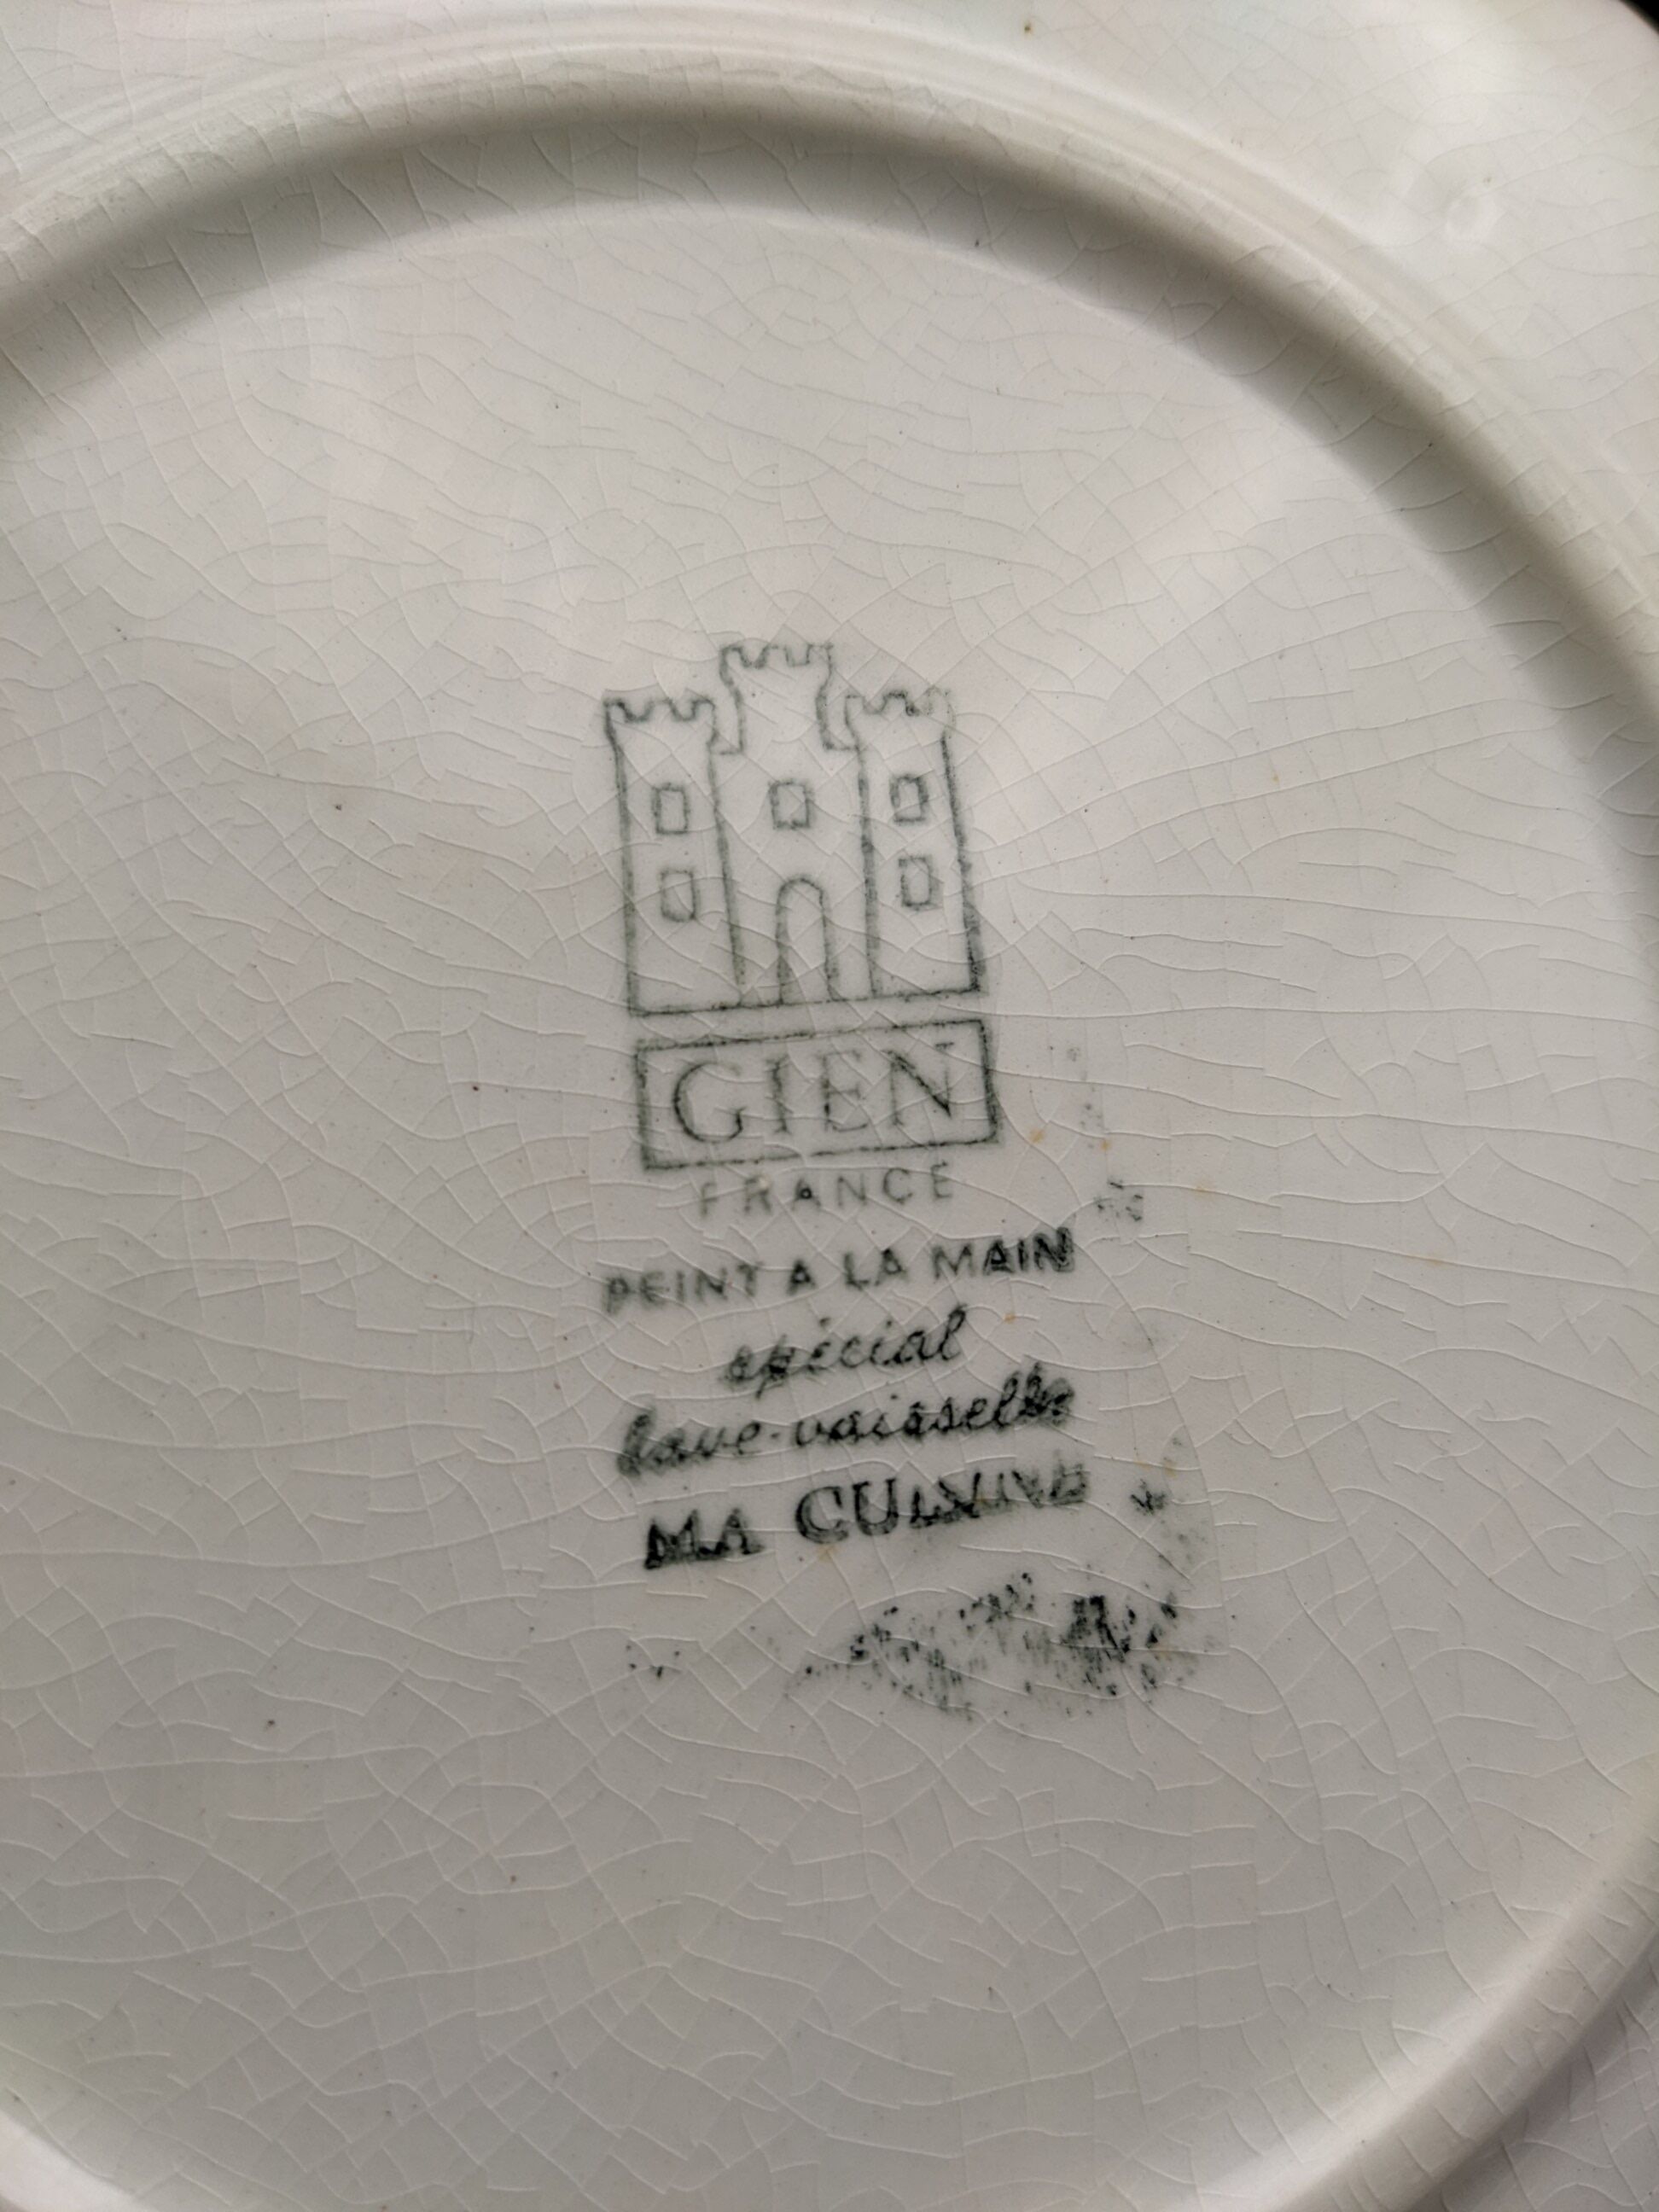 GIEN
FRANCE
PEINT A LA MAIN
spécial
lave-vaisselle
MA CUISINE